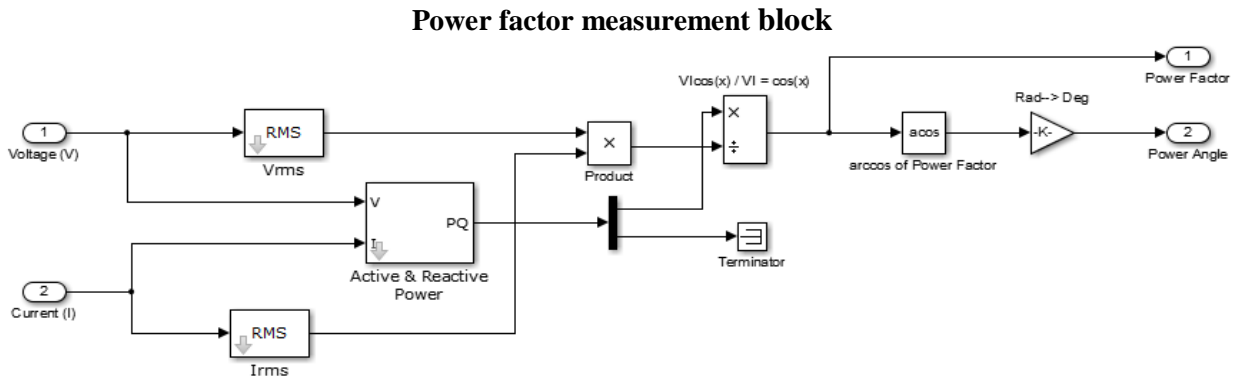 Power factor measurement block
1
Voltage (V)
RMS
Vrms
V
I
PQ
Active & Reactive
Power
2
Current (I)
RMS
Irms
×
Product
VIcos(x) / VI = cos(x)
×
÷
Terminator
acos
arccos of Power Factor
Rad--> Deg
-K-
1
Power Factor
2
Power Angle